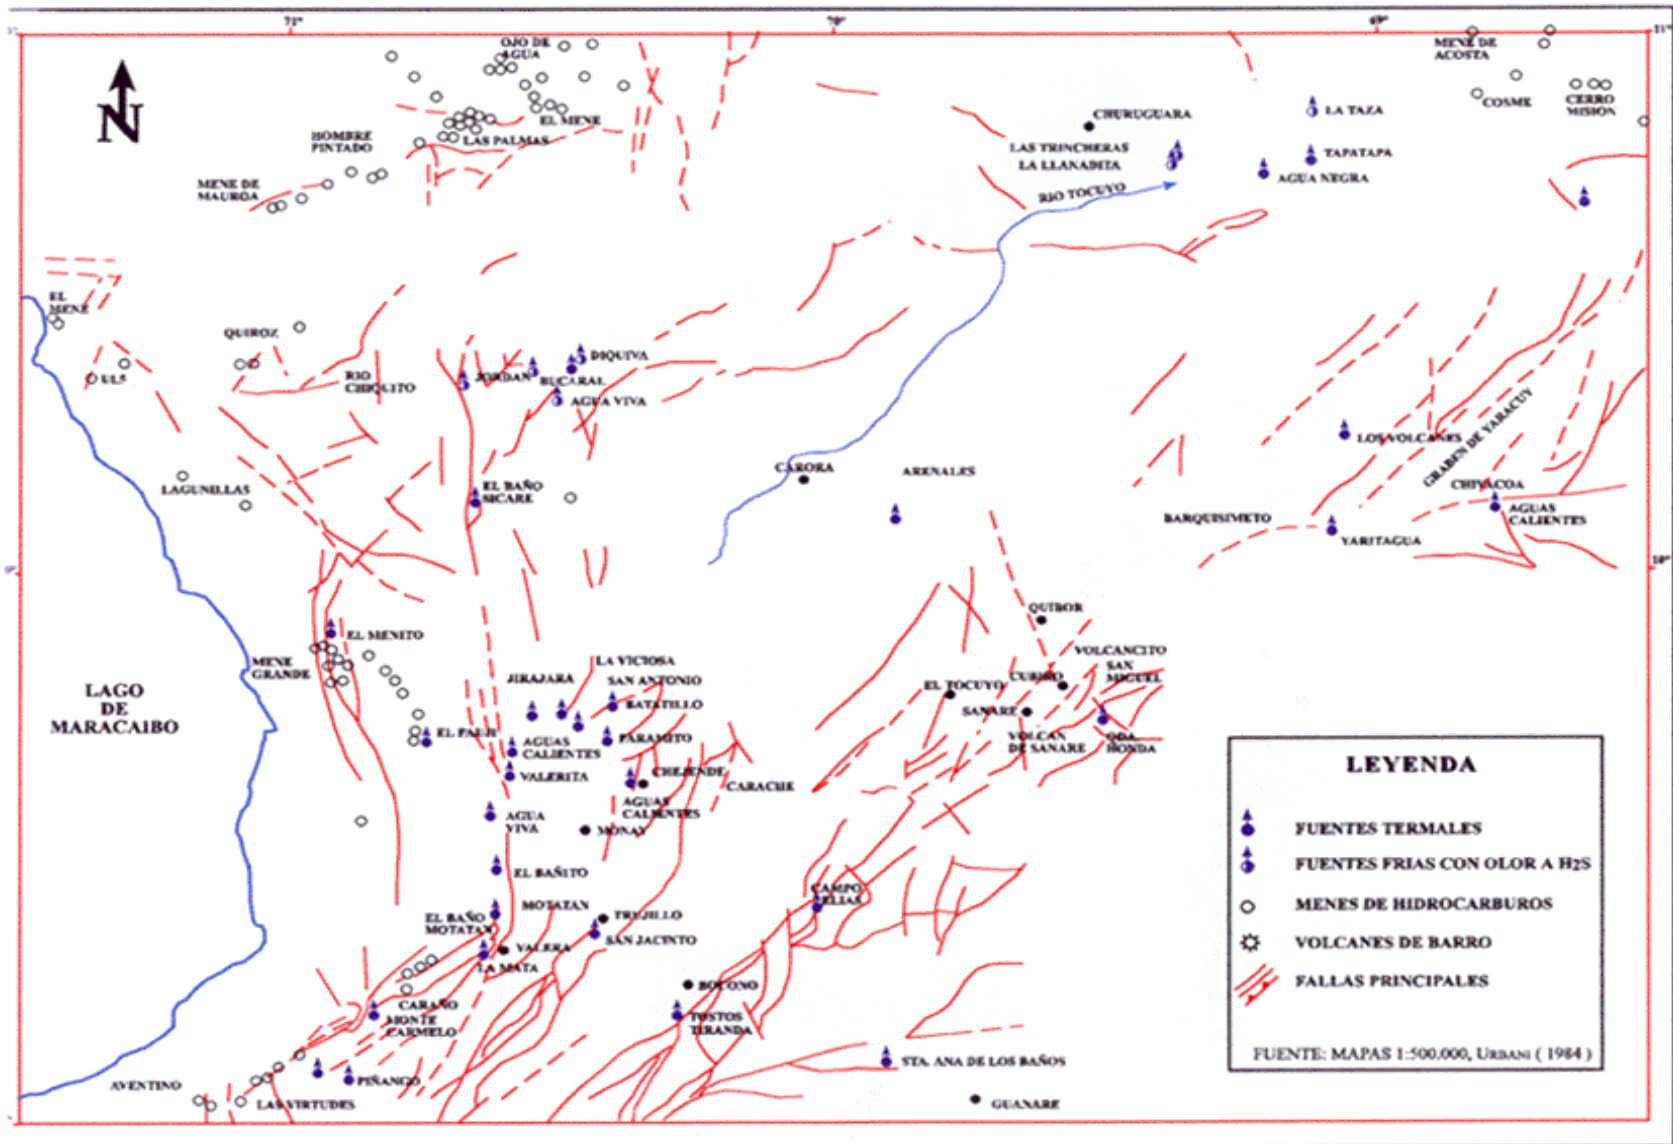 71°
70°
69°
11°
10°
N
OJO DE
AGUA
EL MENE
LAS PALMAS
HOMBRE
PINTADO
MENE DE
MAUROA
MENE DE
ACOSTA
COSME
CERRO
MISION
CHURUGUARA
LA TAZA
LAS TRINCHERAS
LA LLANADITA
TAPATAPA
AGUA NEGRA
RIO TOCUYO
EL
MENE
QUIROZ
UL5
RIO
CHIQUITO
JORDAN
BUCARAL
DIQUIVA
AGUA VIVA
LOS VOLCANES
GRABEN DE YARACUY
LAGUNILLAS
EL BAÑO
SICARE
CARORA
ARENALES
BARQUISIMETO
CHIVACOA
AGUAS
CALIENTES
YARITAGUA
QUIBOR
EL MENITO
MENE
GRANDE
LAGO
DE
MARACAIBO
JIRAJARA
LA VICIOSA
SAN ANTONIO
BATATILLO
EL PAUJI
AGUAS
CALIENTES
PARAMITO
VALERITA
CHEJENDE
CARACHE
AGUAS
CALIENTES
AGUA
VIVA
MONAY
VOLCANCITO
SAN
MIGUEL
CUBIRO
EL TOCUYO
SANARE
VOLCAN
DE SANARE
QDA.
HONDA
EL BAÑITO
MOTATAN
EL BAÑO
MOTATAN
TRUJILLO
SAN JACINTO
VALERA
LA MATA
CAMPO
ELIAS
BOCONO
TOSTOS
TIRANDA
CARAÑO
MONTE
CARMELO
AVENTINO
PIÑANGO
LAS VIRTUDES
STA. ANA DE LOS BAÑOS
GUANARE
LEYENDA
FUENTES TERMALES
FUENTES FRIAS CON OLOR A H2S
MENES DE HIDROCARBUROS
VOLCANES DE BARRO
FALLAS PRINCIPALES
FUENTE: MAPAS 1:500.000, URBANI ( 1984 )